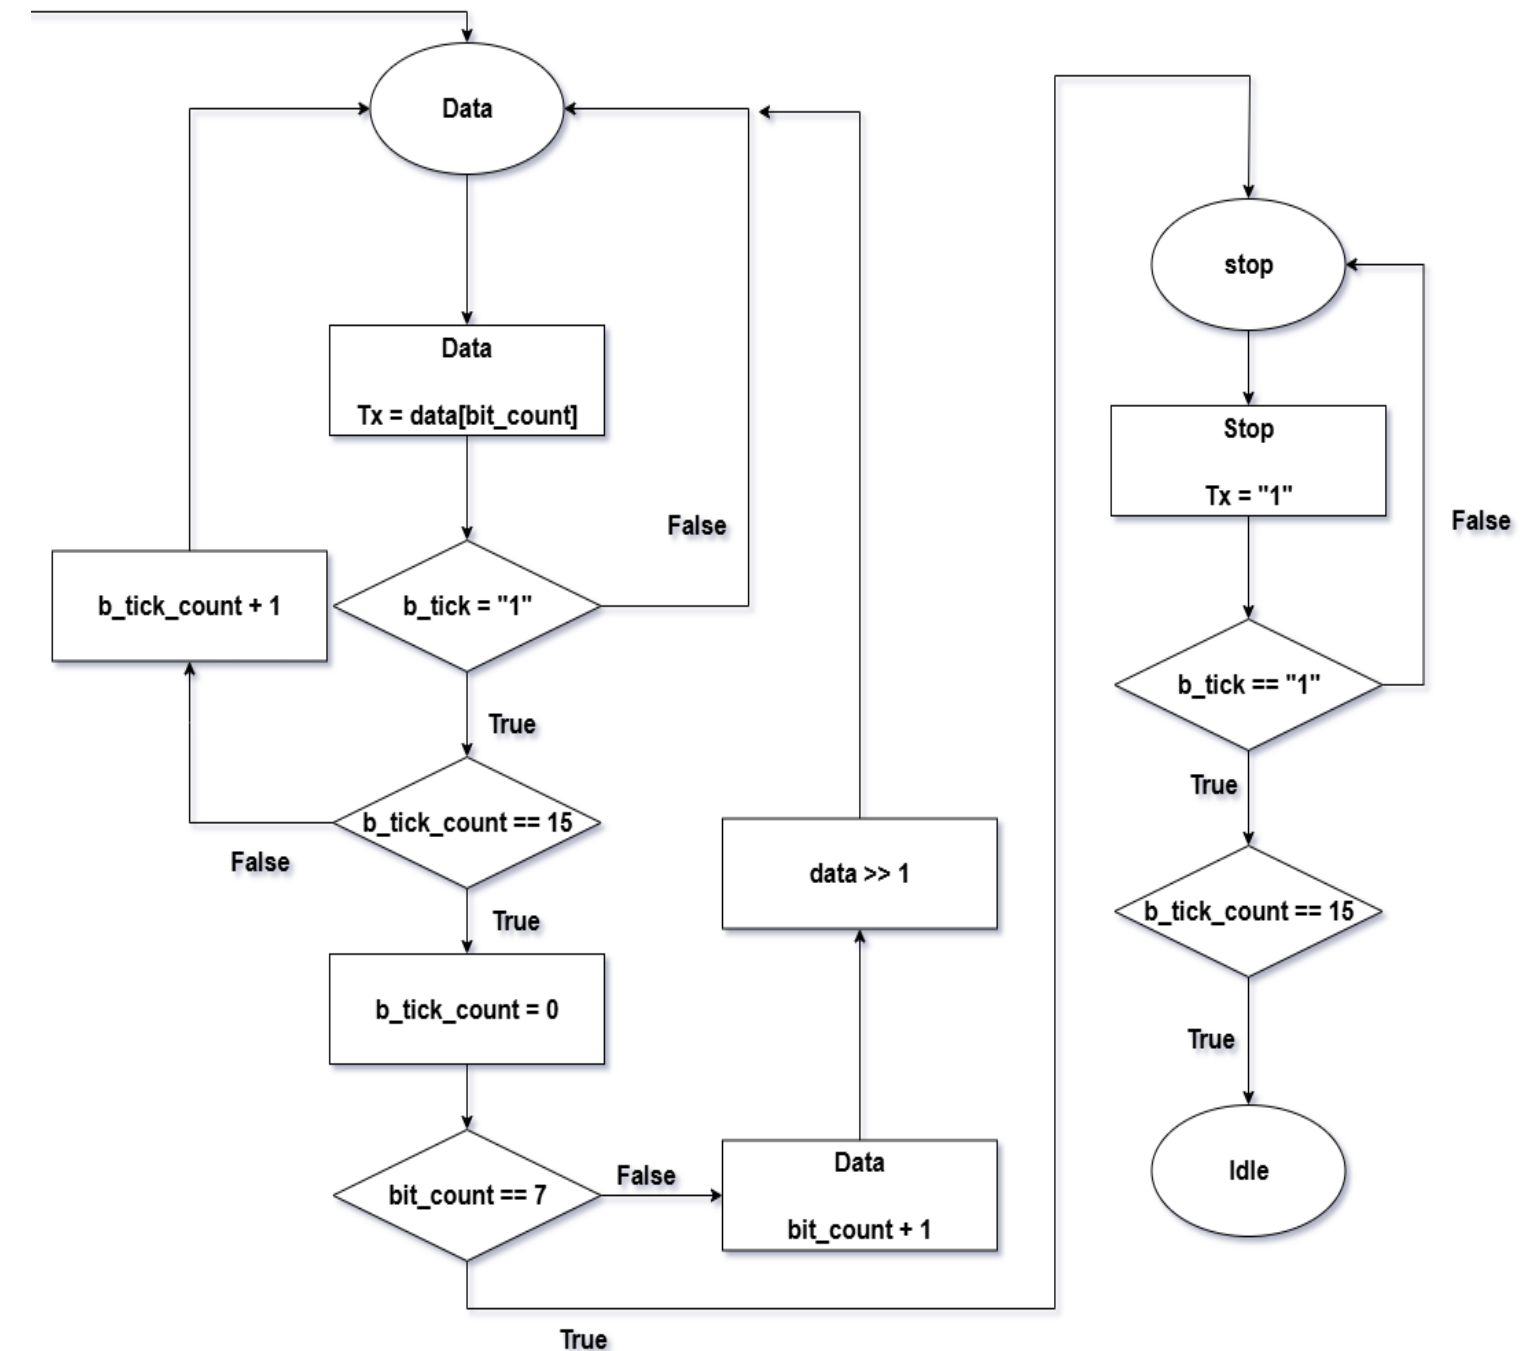 Data
Data
Tx = data[bit_count]
False
b_tick_count + 1
b_tick = "1"
True
b_tick_count == 15
False
True
data >> 1
b_tick_count = 0
bit_count == 7
False
Data
bit_count + 1
True
stop
Stop
Tx = "1"
False
b_tick == "1"
True
b_tick_count == 15
True
Idle